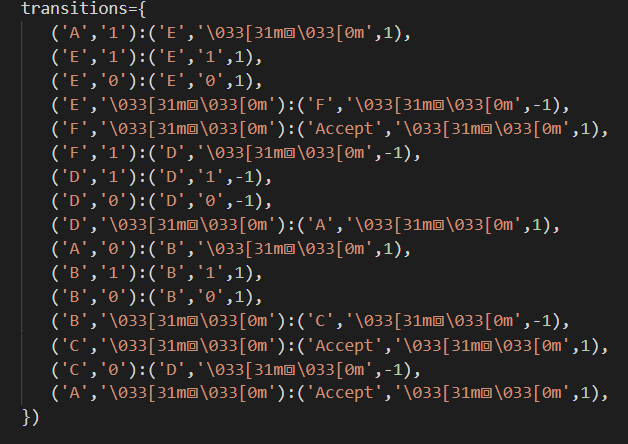 transitions={
('A','1'):('E','\033[31m⧈\033[0m',1),
('E','1'):('E','1',1),
('E','0'):('E','0',1),
('E','\033[31m⧈\033[0m'):('F','\033[31m⧈\033[0m',-1),
('F','\033[31m⧈\033[0m'):('Accept','\033[31m⧈\033[0m',1),
('F','1'):('D','\033[31m⧈\033[0m',-1),
('D','1'):('D','1',-1),
('D','0'):('D','0',-1),
('D','\033[31m⧈\033[0m'):('A','\033[31m⧈\033[0m',1),
('A','0'):('B','\033[31m⧈\033[0m',1),
('B','1'):('B','1',1),
('B','0'):('B','0',1),
('B','\033[31m⧈\033[0m'):('C','\033[31m⧈\033[0m',-1),
('C','\033[31m⧈\033[0m'):('Accept','\033[31m⧈\033[0m',1),
('C','0'):('D','\033[31m⧈\033[0m',-1),
('A','\033[31m⧈\033[0m'):('Accept','\033[31m⧈\033[0m',1),
})